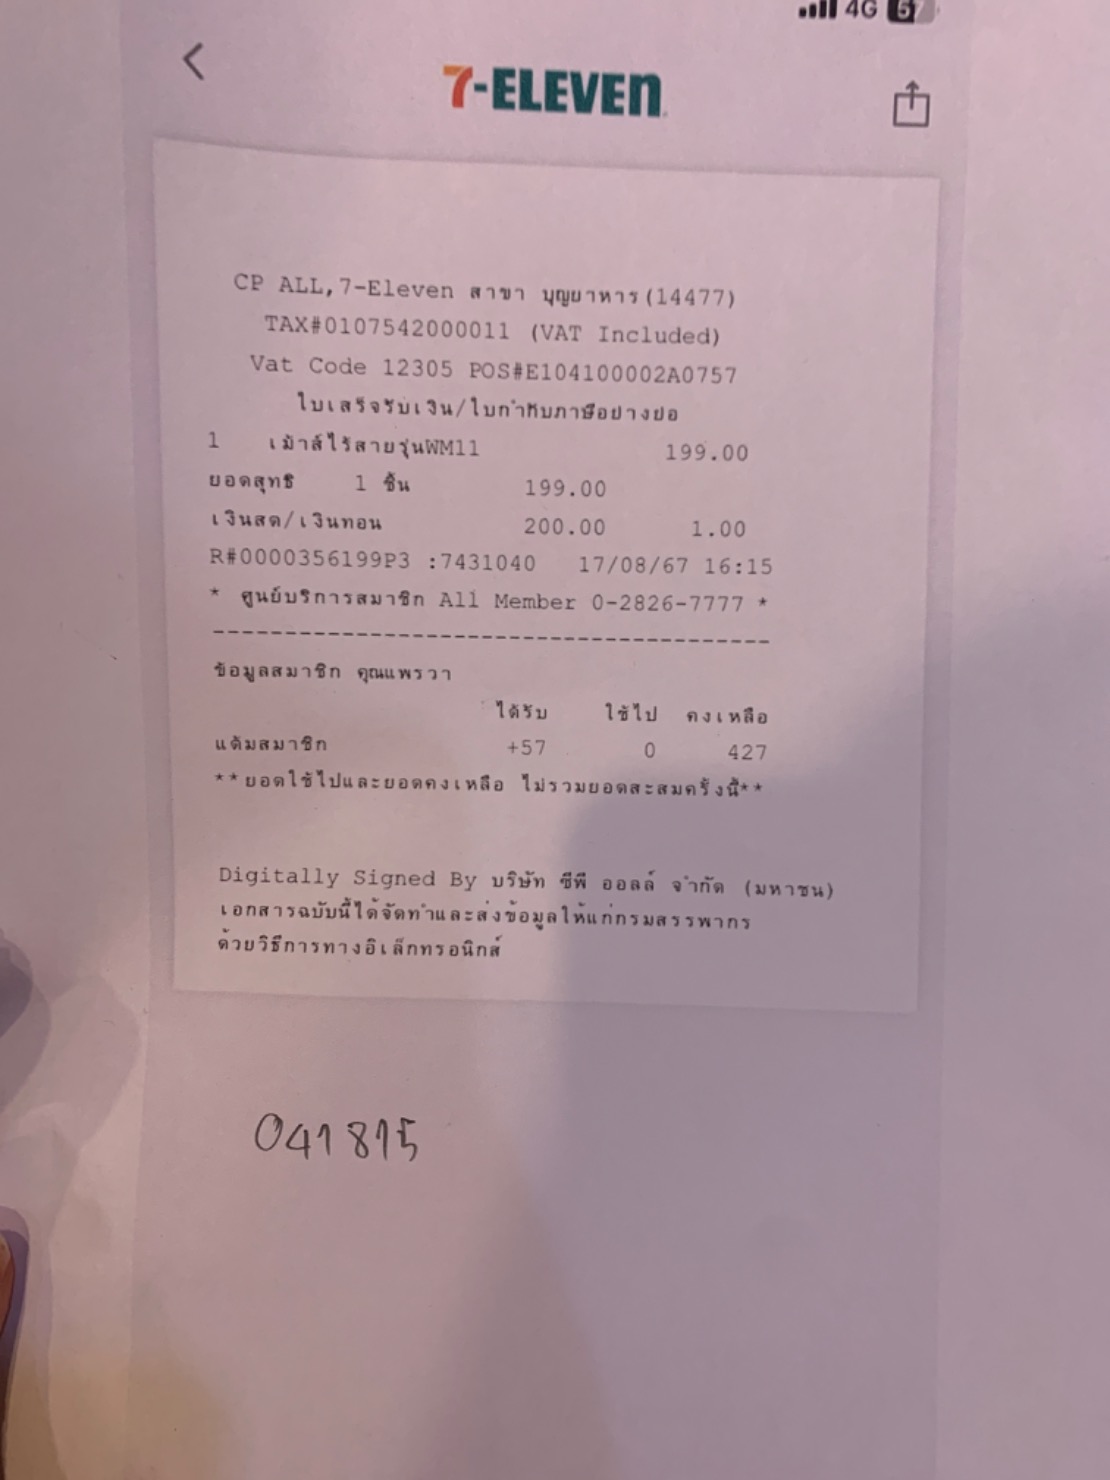 4G 57
7-ELEVEN
CP ALL,7-Eleven สาขา บุญยาหาร(14477)
TAX#0107542000011 (VAT Included)
Vat Code 12305 POS#E104100002A0757
ใบเสร็จรับเงิน/ใบกำกับภาษีอย่างย่อ
1 เม้าส์ไร้สายรุ่นWM11 199.00
ยอดสุทธิ 1 ชิ้น 199.00
เงินสด/เงินทอน 200.00 1.00
R#0000356199P3 :7431040 17/08/67 16:15
* ศูนย์บริการสมาชิก All Member 0-2826-7777 *
ข้อมูลสมาชิก คุณแพรวา
ได้รับ ใช้ไป คงเหลือ
แต้มสมาชิก +57 0 427
**ยอดใช้ไปและยอดคงเหลือ ไม่รวมยอดสะสมครั้งนี้**
Digitally Signed By บริษัท ซีพี ออลล์ จำกัด (มหาชน)
เอกสารฉบับนี้ได้จัดทำและส่งข้อมูลให้แก่กรมสรรพากร
ด้วยวิธีการทางอิเล็กทรอนิกส์
041815